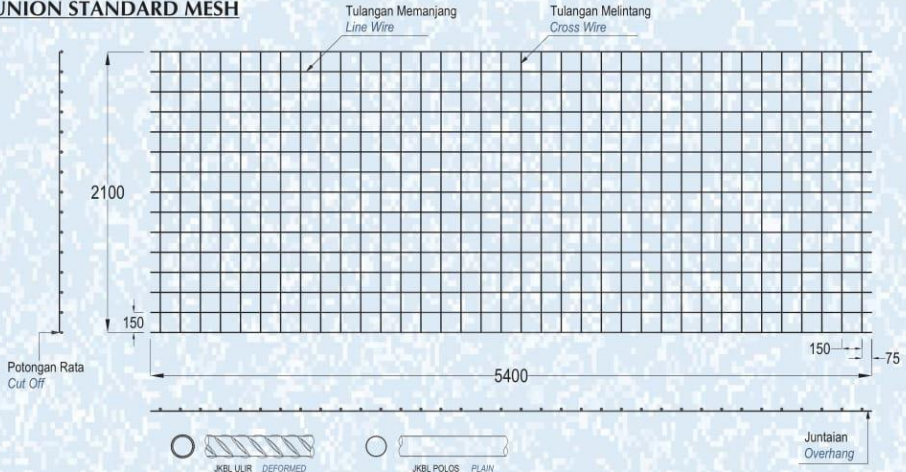 UNION STANDARD MESH
Tulangan Memanjang
Line Wire
Tulangan Melintang
Cross Wire
2100
150
150
75
5400
Potongan Rata
Cut Off
Juntaian
Overhang
JKBL ULIR DEFORMED
JKBL POLOS PLAIN